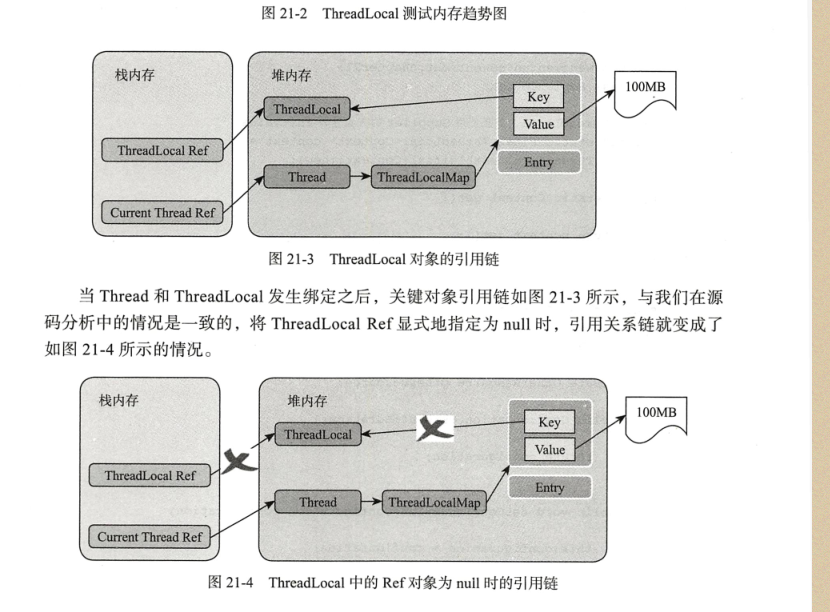 图 21-2 ThreadLocal 测试内存趋势图
栈内存
堆内存
ThreadLocal
Key
Value
100MB
ThreadLocal Ref
Entry
Thread
ThreadLocalMap
Current Thread Ref
图 21-3 ThreadLocal 对象的引用链
当 Thread 和 ThreadLocal 发生绑定之后，关键对象引用链如图 21-3 所示，与我们在源
码分析中的情况是一致的，将 ThreadLocal Ref 显式地指定为 null 时，引用关系链就变成了
如图 21-4 所示的情况。
栈内存
堆内存
ThreadLocal
Key
Value
100MB
ThreadLocal Ref
Entry
Thread
ThreadLocalMap
Current Thread Ref
图 21-4 ThreadLocal 中的 Ref 对象为 null 时的引用链